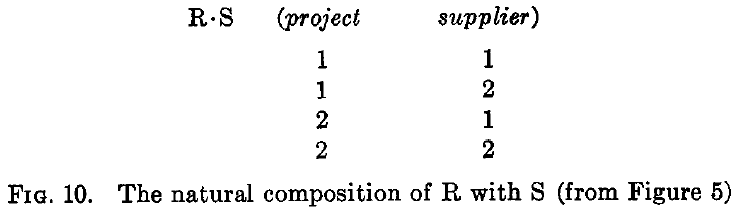 R·S (project supplier)
1 1
1 2
2 1
2 2
FIG. 10. The natural composition of R with S (from Figure 5)